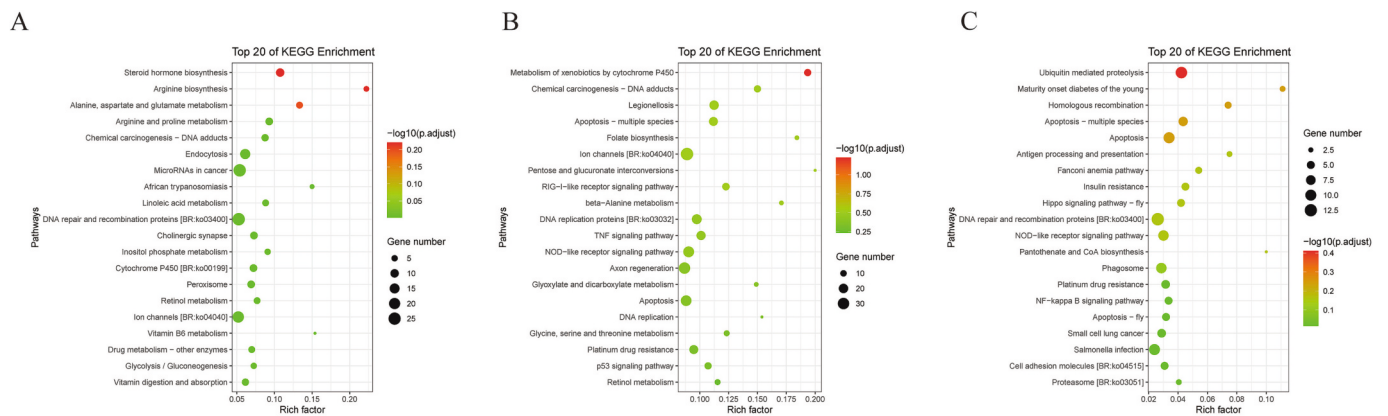 A
Top 20 of KEGG Enrichment
Pathways
Steroid hormone biosynthesis
Arginine biosynthesis
Alanine, aspartate and glutamate metabolism
Arginine and proline metabolism
Chemical carcinogenesis − DNA adducts
Endocytosis
MicroRNAs in cancer
African trypanosomiasis
Linoleic acid metabolism
DNA repair and recombination proteins [BR:ko03400]
Cholinergic synapse
Inositol phosphate metabolism
Cytochrome P450 [BR:ko00199]
Peroxisome
Retinol metabolism
Ion channels [BR:ko04040]
Vitamin B6 metabolism
Drug metabolism − other enzymes
Glycolysis / Gluconeogenesis
Vitamin digestion and absorption
0.05 0.10 0.15 0.20
Rich factor
−log10(p.adjust)
0.20
0.15
0.10
0.05
Gene number
5
10
15
20
25
B
Top 20 of KEGG Enrichment
Pathways
Metabolism of xenobiotics by cytochrome P450
Chemical carcinogenesis − DNA adducts
Legionellosis
Apoptosis − multiple species
Folate biosynthesis
Ion channels [BR:ko04040]
Pentose and glucuronate interconversions
RIG−I−like receptor signaling pathway
beta−Alanine metabolism
DNA replication proteins [BR:ko03032]
TNF signaling pathway
NOD−like receptor signaling pathway
Axon regeneration
Glyoxylate and dicarboxylate metabolism
Apoptosis
DNA replication
Glycine, serine and threonine metabolism
Platinum drug resistance
p53 signaling pathway
Retinol metabolism
0.100 0.125 0.150 0.175 0.200
Rich factor
−log10(p.adjust)
1.00
0.75
0.50
0.25
Gene number
10
20
30
C
Top 20 of KEGG Enrichment
Pathways
Ubiquitin mediated proteolysis
Maturity onset diabetes of the young
Homologous recombination
Apoptosis − multiple species
Apoptosis
Antigen processing and presentation
Fanconi anemia pathway
Insulin resistance
Hippo signaling pathway − fly
DNA repair and recombination proteins [BR:ko03400]
NOD−like receptor signaling pathway
Pantothenate and CoA biosynthesis
Phagosome
Platinum drug resistance
NF−kappa B signaling pathway
Apoptosis − fly
Small cell lung cancer
Salmonella infection
Cell adhesion molecules [BR:ko04515]
Proteasome [BR:ko03051]
0.02 0.04 0.06 0.08 0.10
Rich factor
Gene number
2.5
5.0
7.5
10.0
12.5
−log10(p.adjust)
0.4
0.3
0.2
0.1